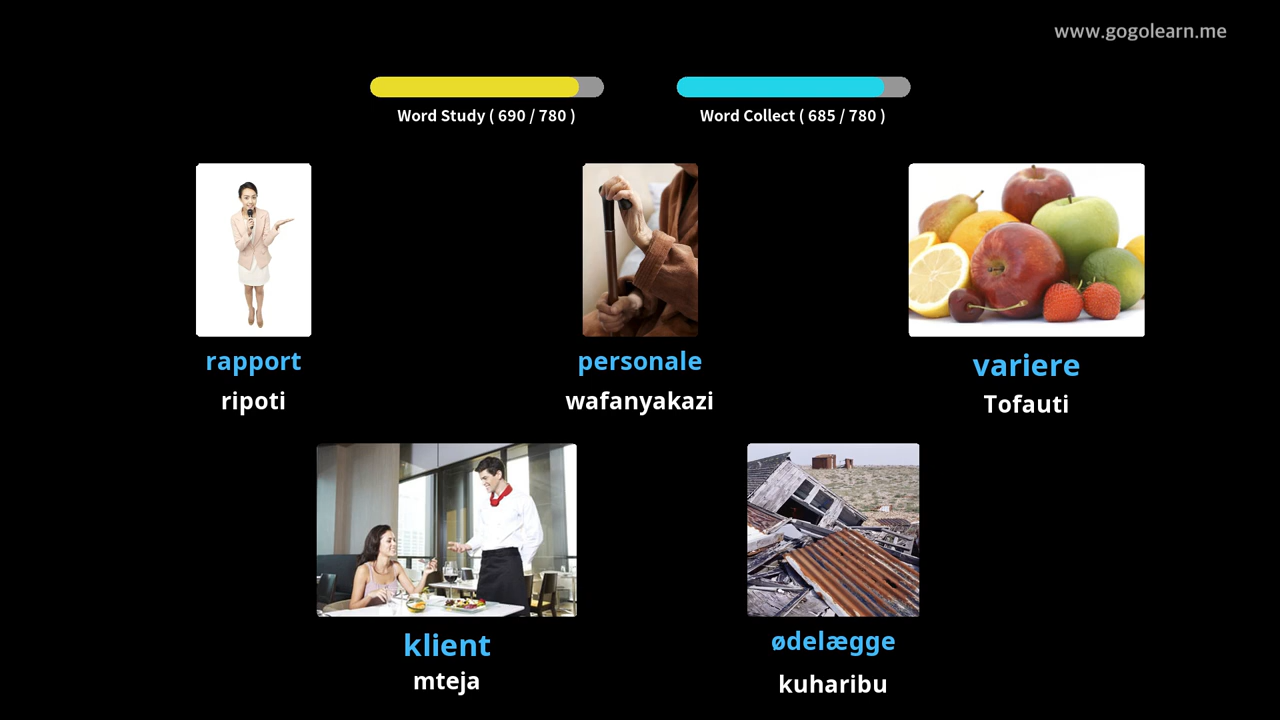 www.gogolearn.me
Word Study ( 690 / 780 )
Word Collect ( 685 / 780 )
rapport
ripoti
personale
wafanyakazi
variere
Tofauti
klient
mteja
ødelægge
kuharibu